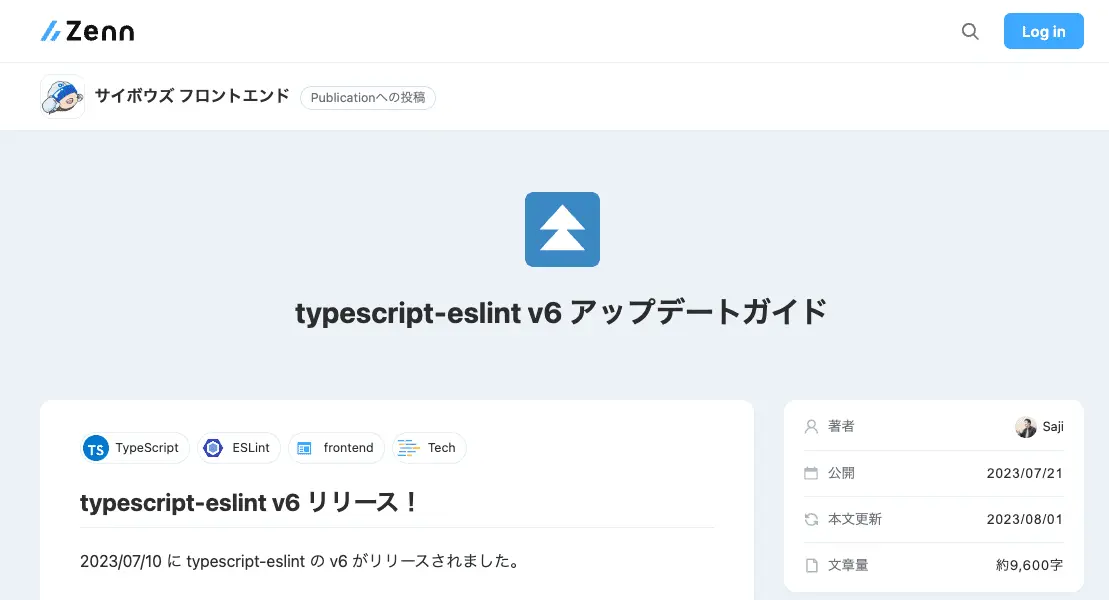 Zenn
Log in
サイボウズ フロントエンド Publicationへの投稿
typescript-eslint v6 アップデートガイド
TS TypeScript ESLint frontend Tech
typescript-eslint v6 リリース！
2023/07/10 に typescript-eslint の v6 がリリースされました。
著者 Saji
公開 2023/07/21
本文更新 2023/08/01
文章量 約9,600字